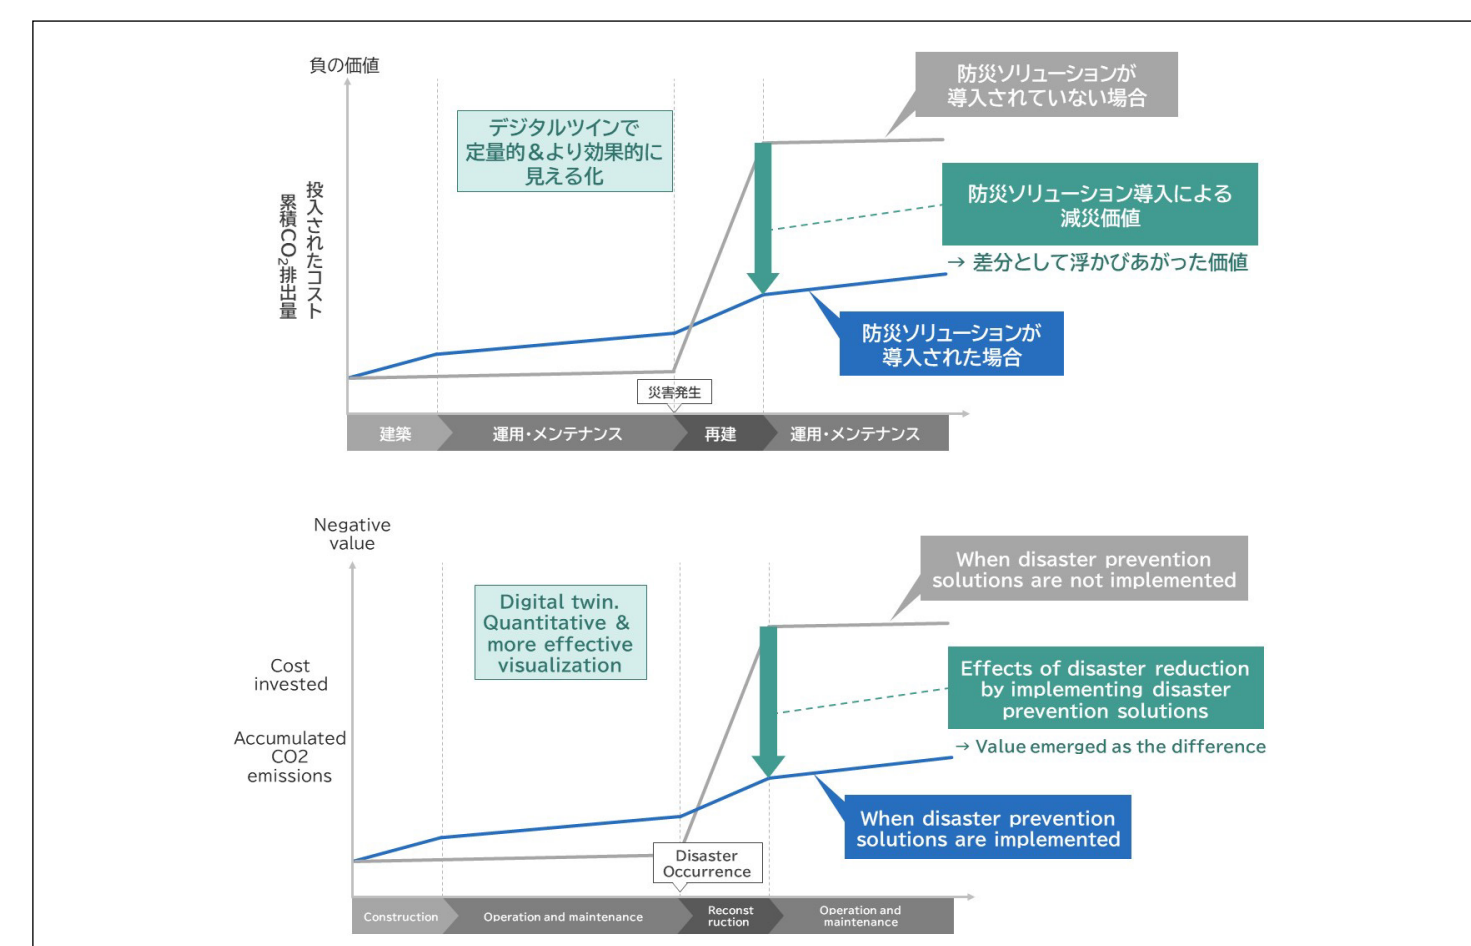 負の価値
防災ソリューションが
導入されていない場合
デジタルツインで
定量的＆より効果的に
見える化
投入されたコスト
累積CO₂排出量
防災ソリューション導入による
減災価値
→ 差分として浮かびあがった価値
防災ソリューションが
導入された場合
災害発生
建築
運用・メンテナンス
再建
運用・メンテナンス
Negative
value
When disaster prevention
solutions are not implemented
Digital twin.
Quantitative &
more effective
visualization
Cost
invested
Accumulated
CO2
emissions
Effects of disaster reduction
by implementing disaster
prevention solutions
→ Value emerged as the difference
When disaster prevention
solutions are implemented
Disaster
Occurrence
Construction
Operation and maintenance
Reconst
ruction
Operation and
maintenance